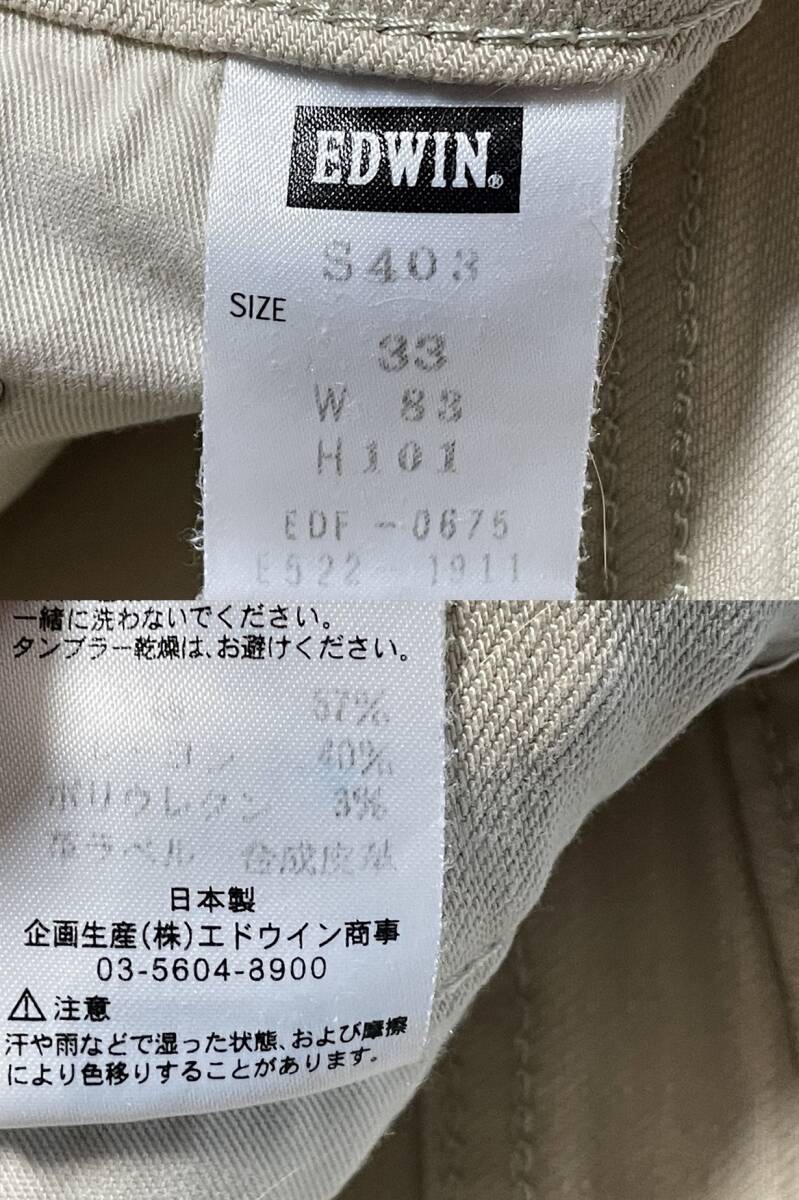 EDWIN®
S403
SIZE
33
W 83
H101
EDF-0675
E522-1911
一緒に洗わないでください。
タンブラー乾燥は、お避けください。
57%
レーヨン 40%
ポリウレタン 3%
革ラベル 合成皮革
日本製
企画生産(株)エドウイン商事
03-5604-8900
⚠注意
汗や雨などで湿った状態、および摩擦
により色移りすることがあります。